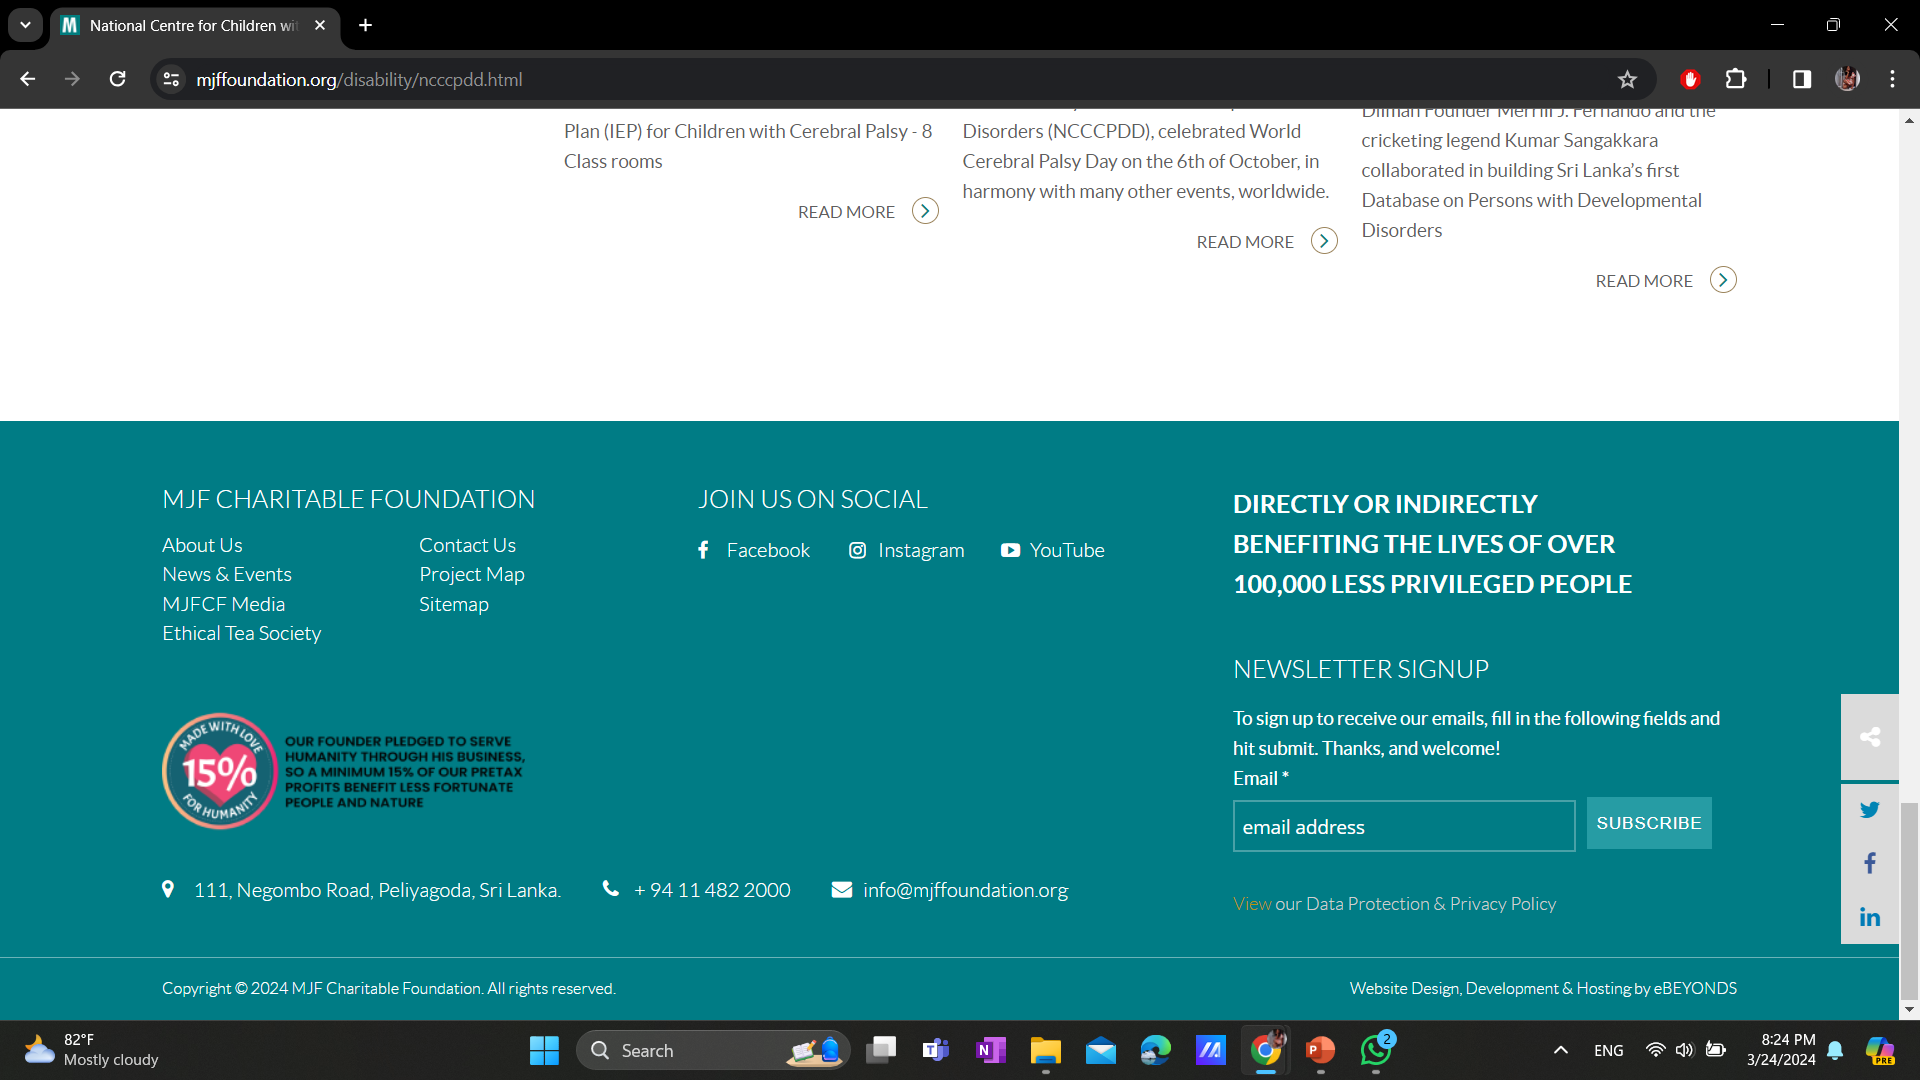 National Centre for Children wit
mjffoundation.org/disability/ncccpdd.html
Plan (IEP) for Children with Cerebral Palsy - 8
Class rooms
READ MORE
Disorders (NCCCPDD), celebrated World
Cerebral Palsy Day on the 6th of October, in
harmony with many other events, worldwide.
READ MORE
Dilmah Founder Merrill J. Fernando and the
cricketing legend Kumar Sangakkara
collaborated in building Sri Lanka’s first
Database on Persons with Developmental
Disorders
READ MORE
MJF CHARITABLE FOUNDATION
About Us
News & Events
MJFCF Media
Ethical Tea Society
Contact Us
Project Map
Sitemap
JOIN US ON SOCIAL
Facebook
Instagram
YouTube
DIRECTLY OR INDIRECTLY
BENEFITING THE LIVES OF OVER
100,000 LESS PRIVILEGED PEOPLE
NEWSLETTER SIGNUP
To sign up to receive our emails, fill in the following fields and
hit submit. Thanks, and welcome!
Email *
email address
SUBSCRIBE
View our Data Protection & Privacy Policy
MADE WITH LOVE
15%
FOR HUMANITY
OUR FOUNDER PLEDGED TO SERVE
HUMANITY THROUGH HIS BUSINESS,
SO A MINIMUM 15% OF OUR PRETAX
PROFITS BENEFIT LESS FORTUNATE
PEOPLE AND NATURE
111, Negombo Road, Peliyagoda, Sri Lanka.
+ 94 11 482 2000
info@mjffoundation.org
Copyright © 2024 MJF Charitable Foundation. All rights reserved.
Website Design, Development & Hosting by eBEYONDS
82°F
Mostly cloudy
Search
2
ENG
8:24 PM
3/24/2024
PRE